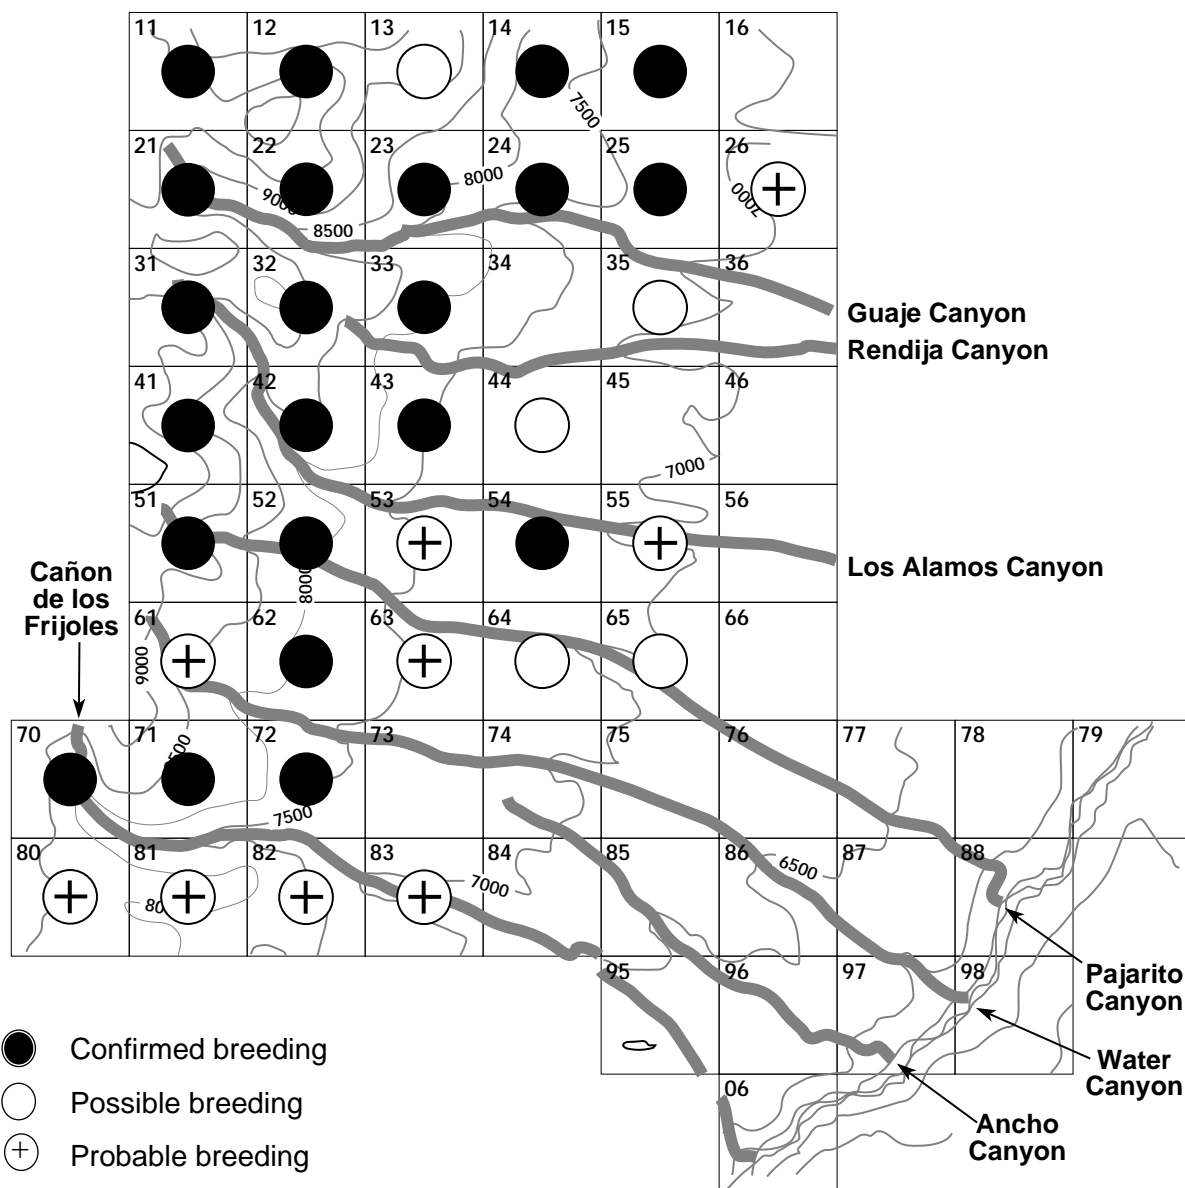 11 12 13 14 15 16
7500
21 22 23 24 25 26
8000
9000
7000
8500
31 32 33 34 35 36
Guaje Canyon
Rendija Canyon
41 42 43 44 45 46
7000
51 52 53 54 55 56
Los Alamos Canyon
Cañon
de los
Frijoles
8000
61 62 63 64 65 66
9000
70 71 72 73 74 75 76 77 78 79
500
7500
80 81 82 83 84 85 86 87 88
6500
7000
80
95 96 97 98
Pajarito
Canyon
Water
Canyon
06
Ancho
Canyon
Confirmed breeding
Possible breeding
Probable breeding